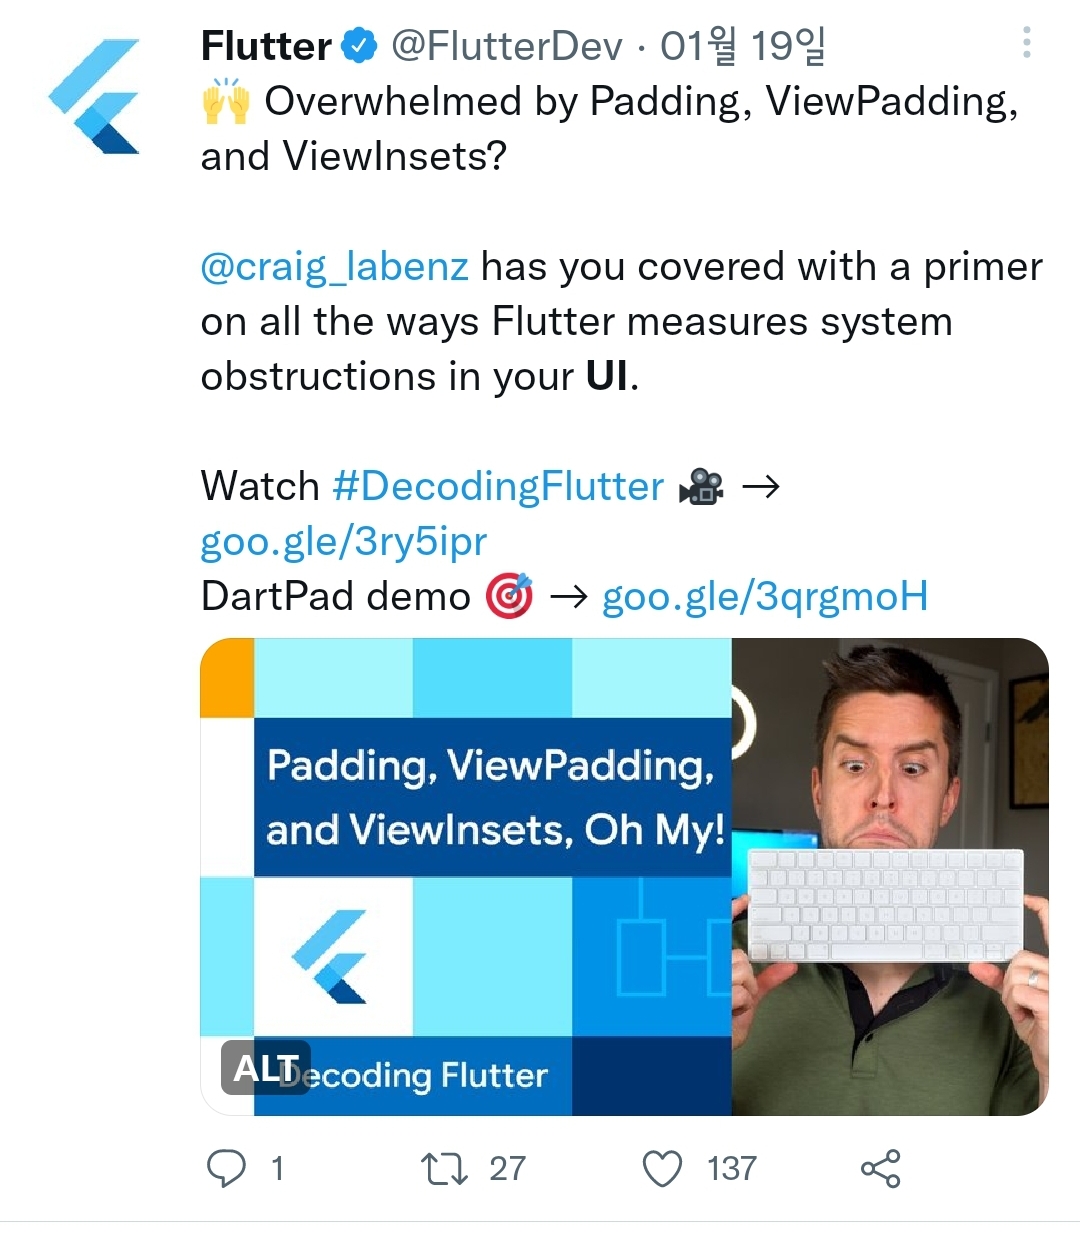 Flutter @FlutterDev · 01월 19일
🙌 Overwhelmed by Padding, ViewPadding,
and ViewInsets?
@craig_labenz has you covered with a primer
on all the ways Flutter measures system
obstructions in your UI.
Watch #DecodingFlutter 🎥 →
goo.gle/3ry5ipr
DartPad demo 🎯 → goo.gle/3qrgmoH
Padding, ViewPadding,
and ViewInsets, Oh My!
ALT
Decoding Flutter
1 27 137